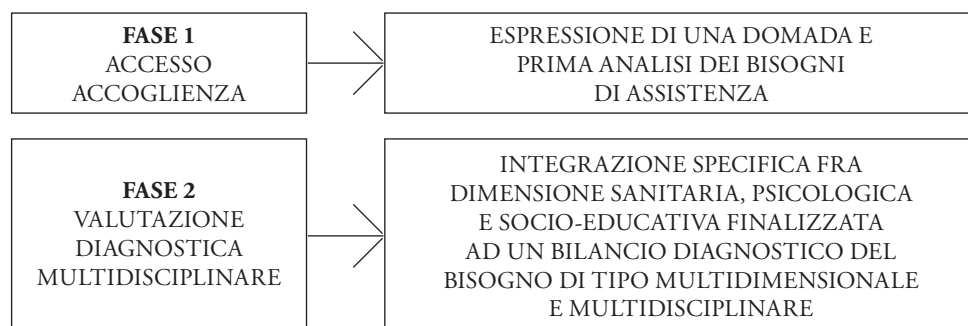 FASE 1
ACCESSO
ACCOGLIENZA
ESPRESSIONE DI UNA DOMADA E
PRIMA ANALISI DEI BISOGNI
DI ASSISTENZA
FASE 2
VALUTAZIONE
DIAGNOSTICA
MULTIDISCIPLINARE
INTEGRAZIONE SPECIFICA FRA
DIMENSIONE SANITARIA, PSICOLOGICA
E SOCIO-EDUCATIVA FINALIZZATA
AD UN BILANCIO DIAGNOSTICO DEL
BISOGNO DI TIPO MULTIDIMENSIONALE
E MULTIDISCIPLINARE